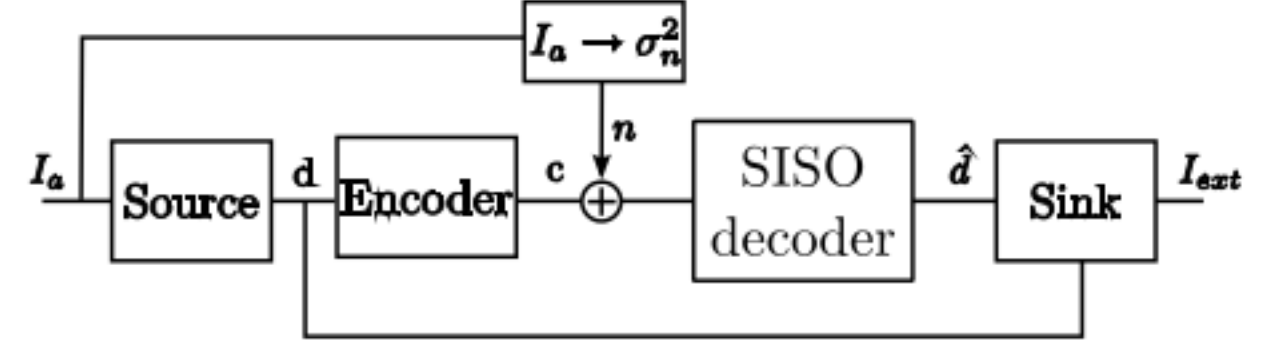 I_a → σ_n^2
n
I_a
Source
d
Encoder
c
+
SISO
decoder
d̂
Sink
I_ext